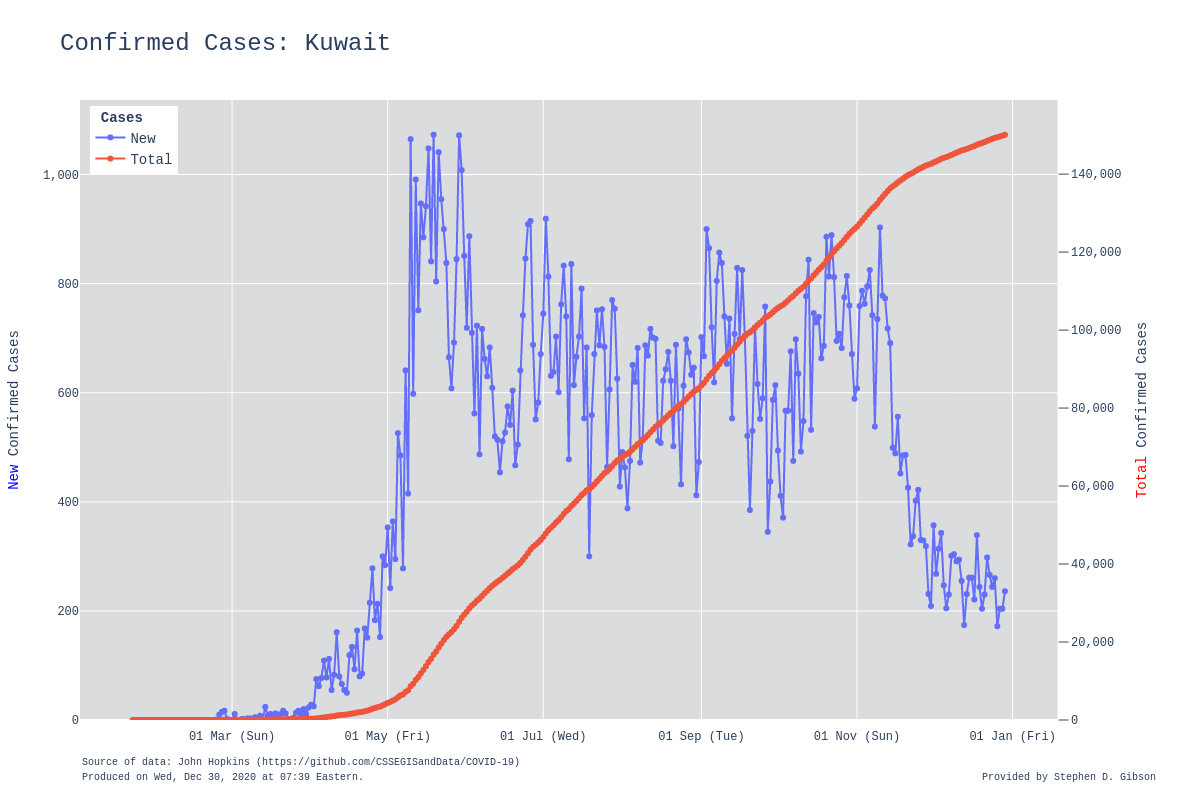 Confirmed Cases: Kuwait
Cases
New
Total
1,000
800
600
400
200
0
140,000
120,000
100,000
80,000
60,000
40,000
20,000
0
New Confirmed Cases
Total Confirmed Cases
01 Mar (Sun) 01 May (Fri) 01 Jul (Wed) 01 Sep (Tue) 01 Nov (Sun) 01 Jan (Fri)
Source of data: John Hopkins (https://github.com/CSSEGISandData/COVID-19)
Produced on Wed, Dec 30, 2020 at 07:39 Eastern.
Provided by Stephen D. Gibson